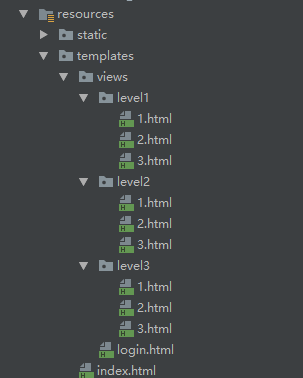 resources
static
templates
views
level1
1.html
2.html
3.html
level2
1.html
2.html
3.html
level3
1.html
2.html
3.html
login.html
index.html